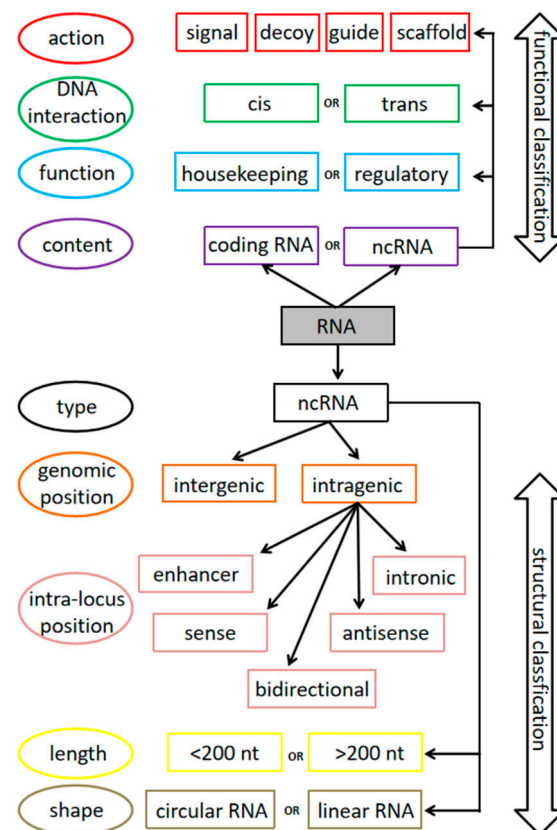 action
signal
decoy
guide
scaffold
DNA
interaction
cis
OR
trans
function
housekeeping
OR
regulatory
content
coding RNA
OR
ncRNA
functional classification
RNA
type
ncRNA
genomic
position
intergenic
intragenic
intra-locus
position
enhancer
intronic
sense
antisense
bidirectional
structural classfication
length
<200 nt
OR
>200 nt
shape
circular RNA
OR
linear RNA